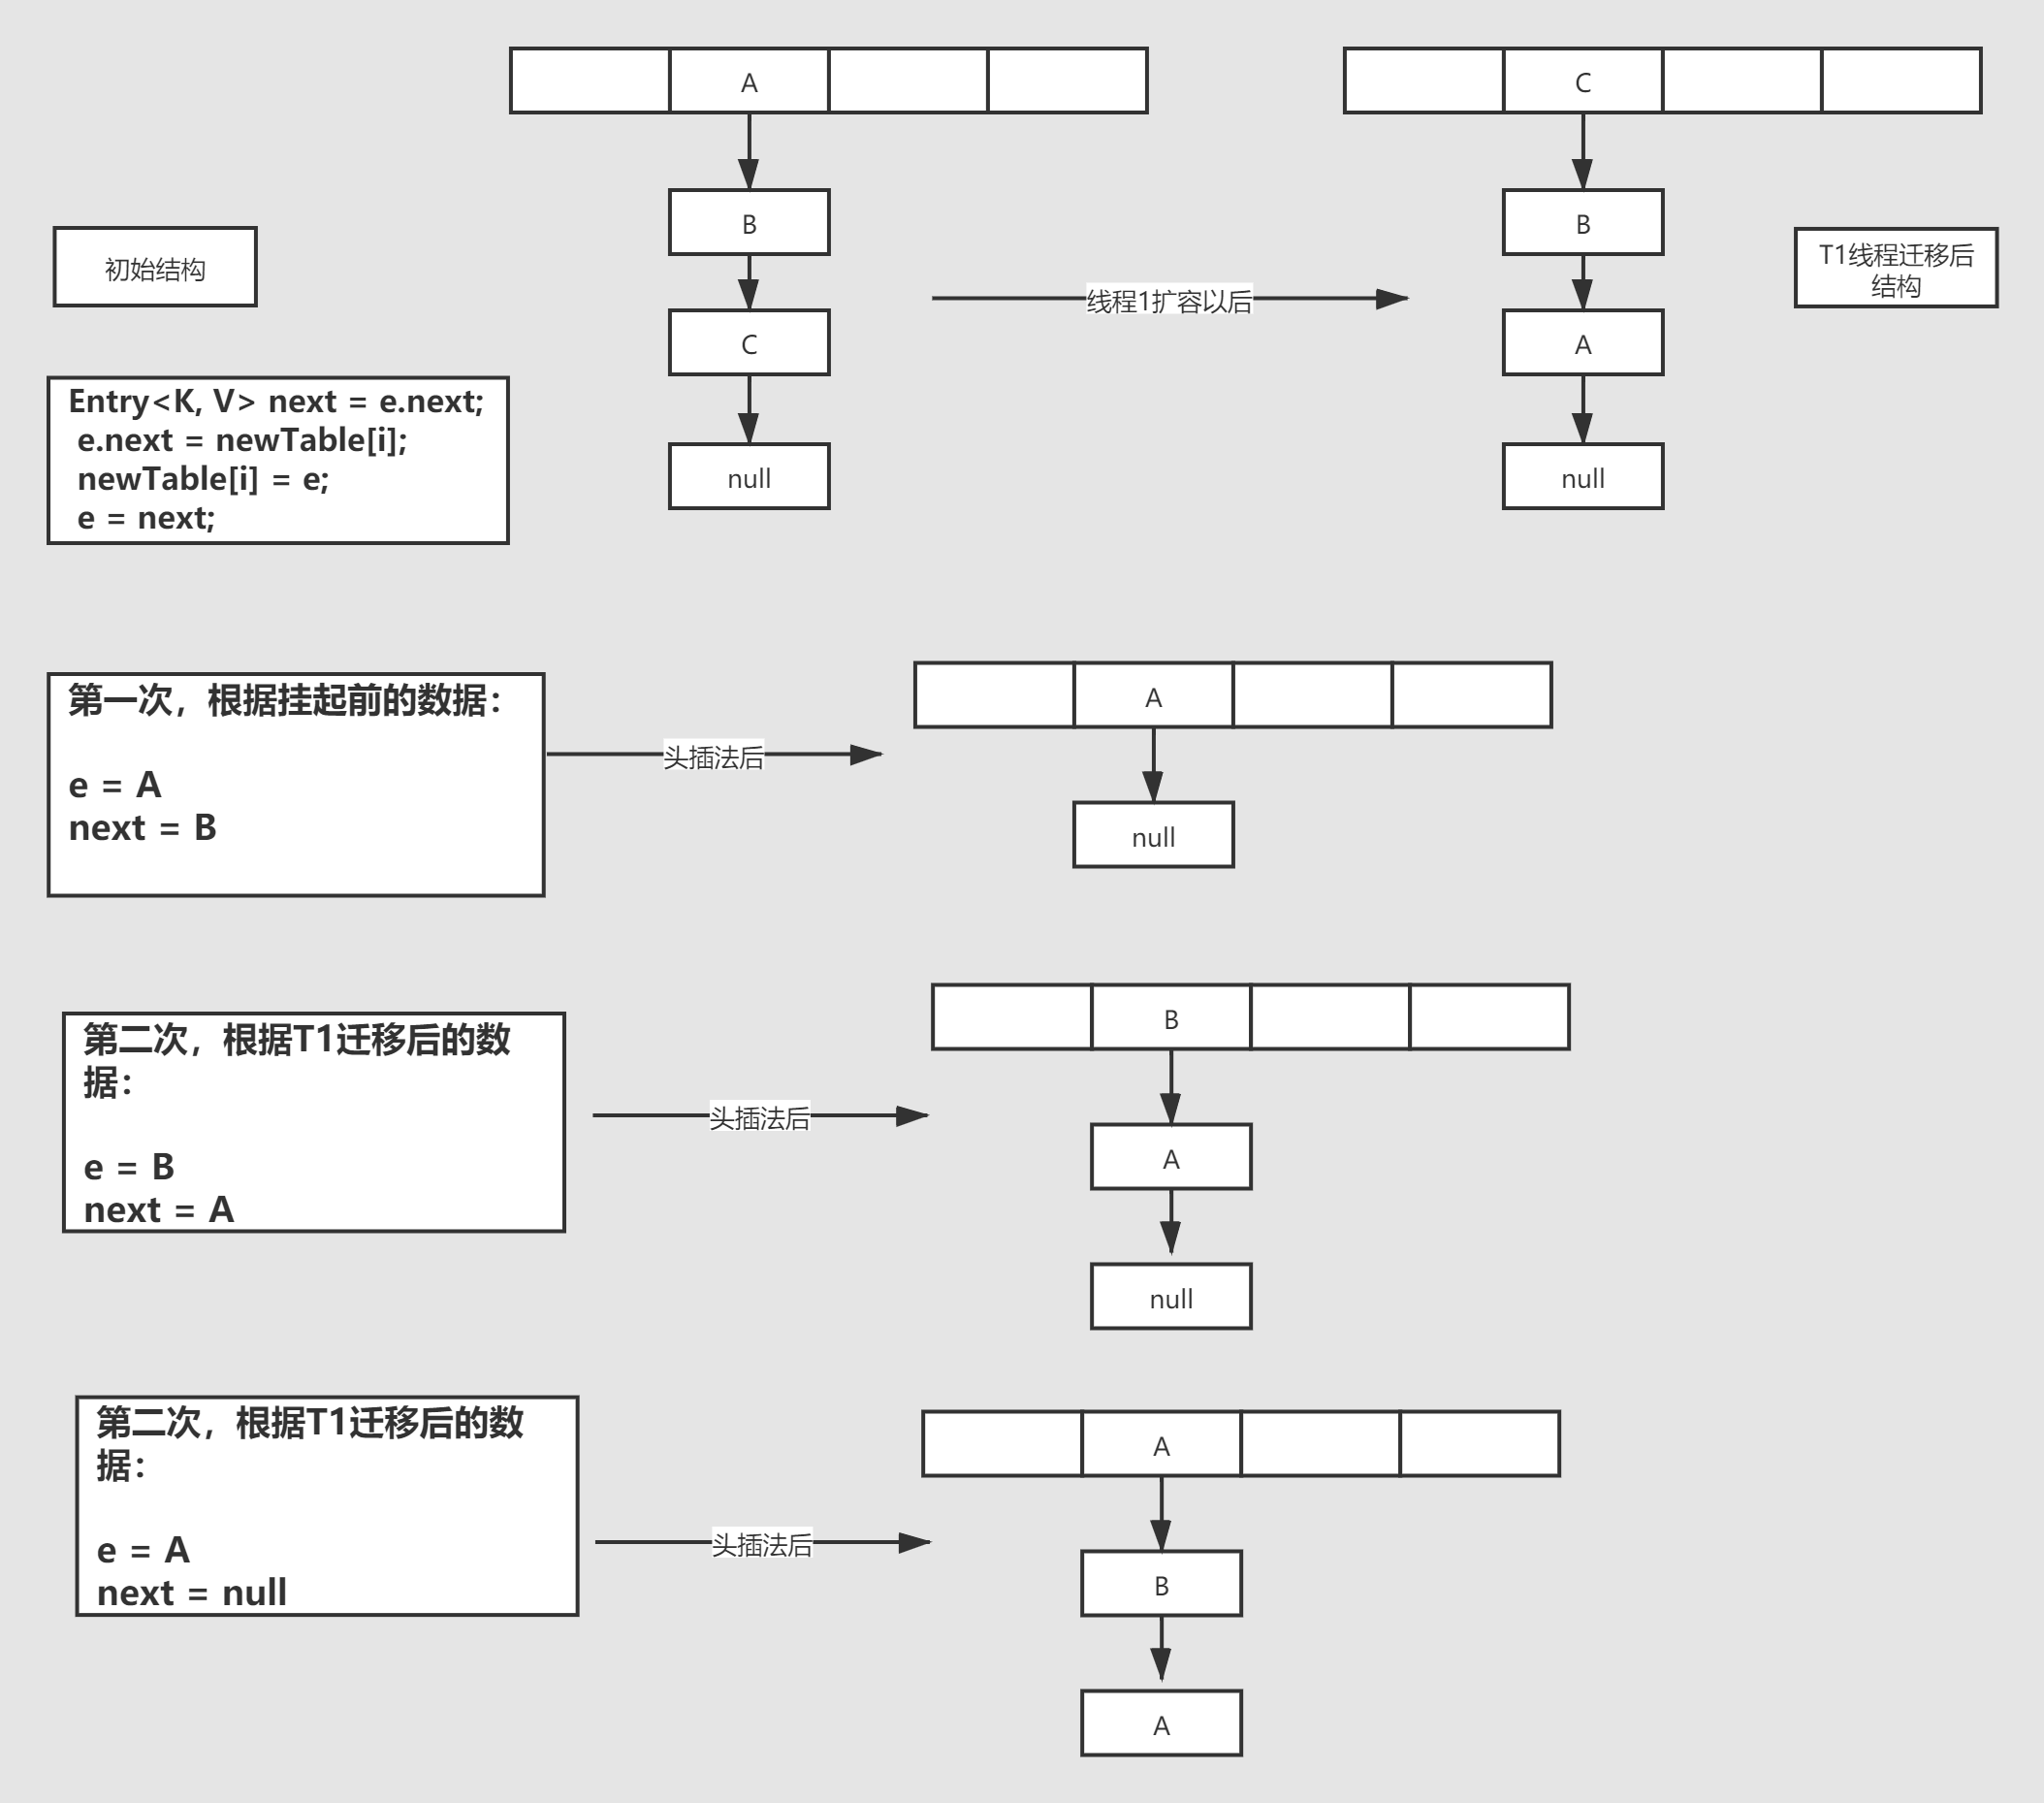 A
B
C
null
初始结构
Entry<K, V> next = e.next;
e.next = newTable[i];
newTable[i] = e;
e = next;
线程1扩容以后
C
B
A
null
T1线程迁移后
结构
第一次，根据挂起前的数据：
e = A
next = B
头插法后
A
null
第二次，根据T1迁移后的数
据：
e = B
next = A
头插法后
B
A
null
第二次，根据T1迁移后的数
据：
e = A
next = null
头插法后
A
B
A